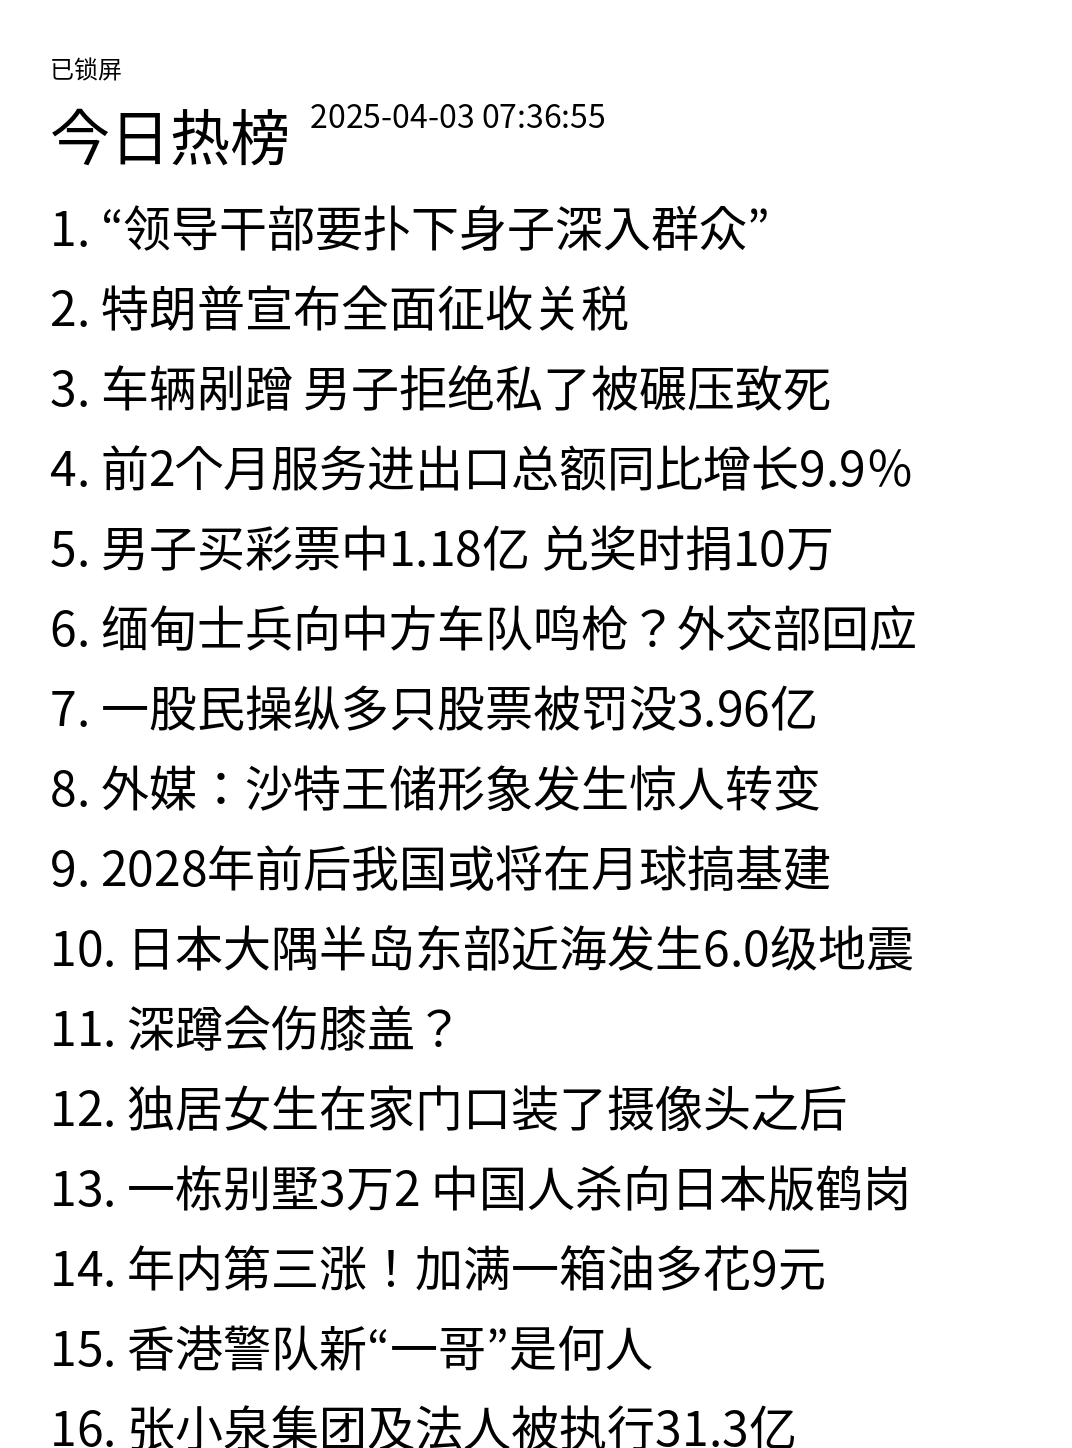 已锁屏
今日热榜 2025-04-03 07:36:55
1. “领导干部要扑下身子深入群众”
2. 特朗普宣布全面征收关税
3. 车辆剐蹭 男子拒绝私了被碾压致死
4. 前2个月服务进出口总额同比增长9.9%
5. 男子买彩票中1.18亿 兑奖时捐10万
6. 缅甸士兵向中方车队鸣枪？外交部回应
7. 一股民操纵多只股票被罚没3.96亿
8. 外媒：沙特王储形象发生惊人转变
9. 2028年前后我国或将在月球搞基建
10. 日本大隅半岛东部近海发生6.0级地震
11. 深蹲会伤膝盖？
12. 独居女生在家门口装了摄像头之后
13. 一栋别墅3万2 中国人杀向日本版鹤岗
14. 年内第三涨！加满一箱油多花9元
15. 香港警队新“一哥”是何人
16. 张小泉集团及法人被执行31.3亿